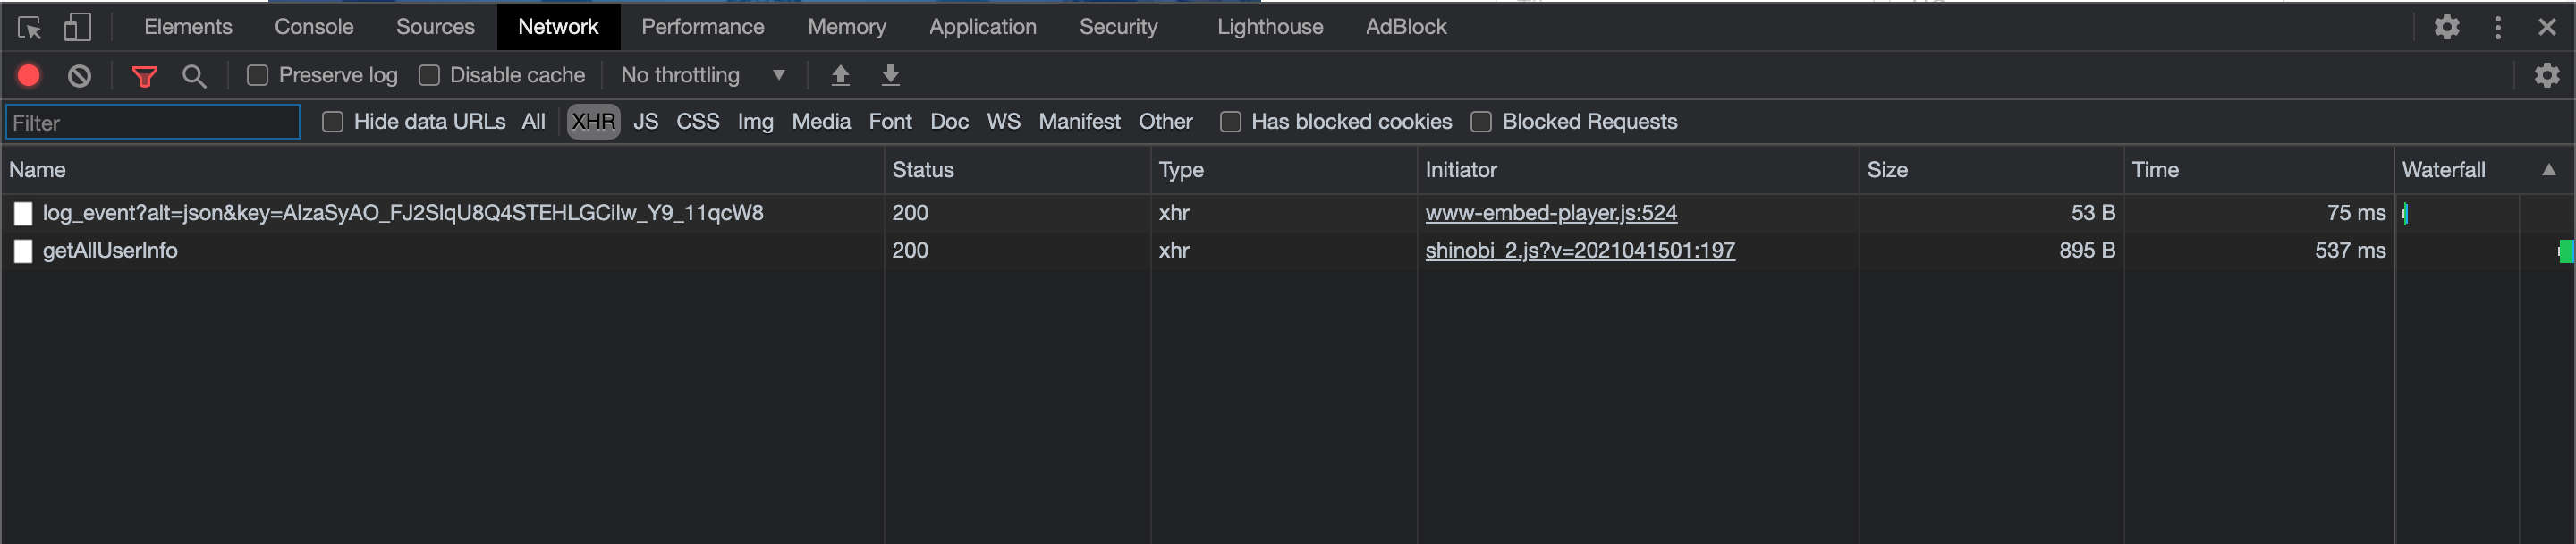 Elements Console Sources Network Performance Memory Application Security Lighthouse AdBlock
Preserve log Disable cache No throttling
Filter Hide data URLs All XHR JS CSS Img Media Font Doc WS Manifest Other Has blocked cookies Blocked Requests
Name Status Type Initiator Size Time Waterfall
log_event?alt=json&key=AIzaSyAO_FJ2SlqU8Q4STEHLGCilw_Y9_11qcW8 200 xhr www-embed-player.js:524 53 B 75 ms
getAllUserInfo 200 xhr shinobi_2.js?v=2021041501:197 895 B 537 ms